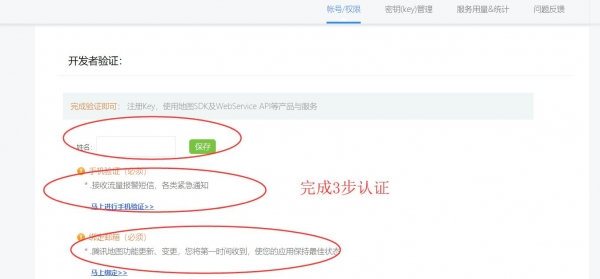 帐号/权限 密钥(key)管理 服务用量&统计 问题反馈
开发者验证：
完成验证即可： 注册Key，使用地图SDK及WebService API等产品与服务
姓名 保存
手机验证（必须）
* .接收流量报警短信，各类紧急通知
马上进行手机验证>>
完成3步认证
绑定邮箱（必须）
* .腾讯地图功能更新、变更，您将第一时间收到，使您的应用保持最佳状态
马上绑定>>